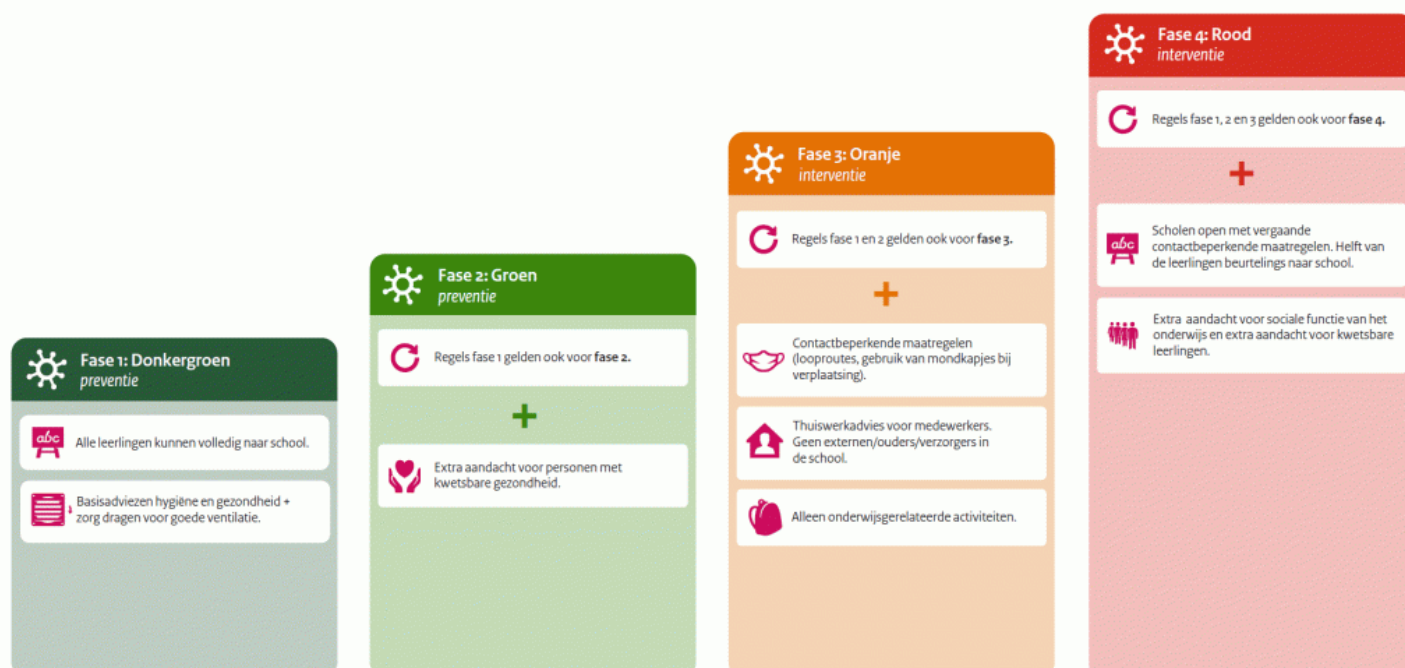 Fase 1: Donkergroen
preventie
abc
Alle leerlingen kunnen volledig naar school.
Basisadviezen hygiëne en gezondheid +
zorg dragen voor goede ventilatie.
Fase 2: Groen
preventie
Regels fase 1 gelden ook voor fase 2.
+
Extra aandacht voor personen met
kwetsbare gezondheid.
Fase 3: Oranje
interventie
Regels fase 1 en 2 gelden ook voor fase 3.
+
Contactbeperkende maatregelen
(looproutes, gebruik van mondkapjes bij
verplaatsing).
Thuiswerkadvies voor medewerkers.
Geen externen/ouders/verzorgers in
de school.
Alleen onderwijsgerelateerde activiteiten.
Fase 4: Rood
interventie
Regels fase 1, 2 en 3 gelden ook voor fase 4.
+
abc
Scholen open met vergaande
contactbeperkende maatregelen. Helft van
de leerlingen beurtelings naar school.
Extra aandacht voor sociale functie van het
onderwijs en extra aandacht voor kwetsbare
leerlingen.